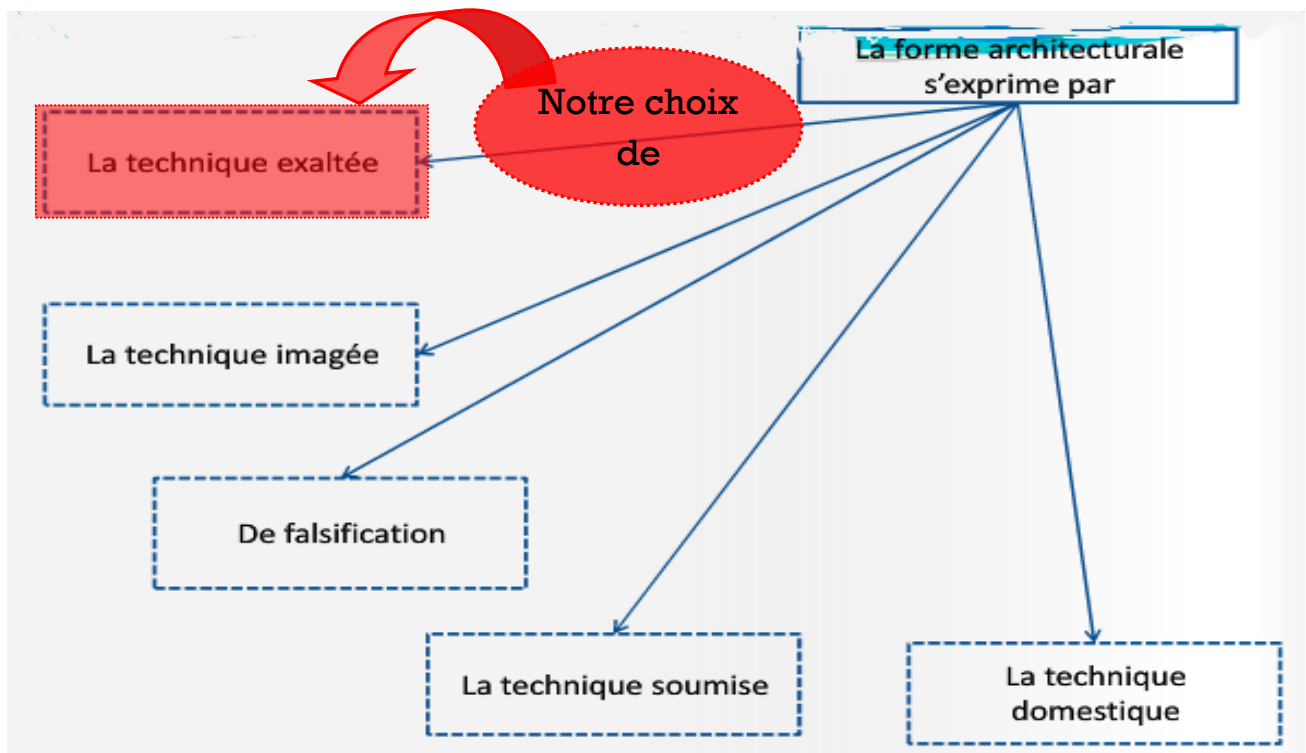 La forme architecturale
s’exprime par
Notre choix
de
La technique exaltée
La technique imagée
De falsification
La technique soumise
La technique
domestique